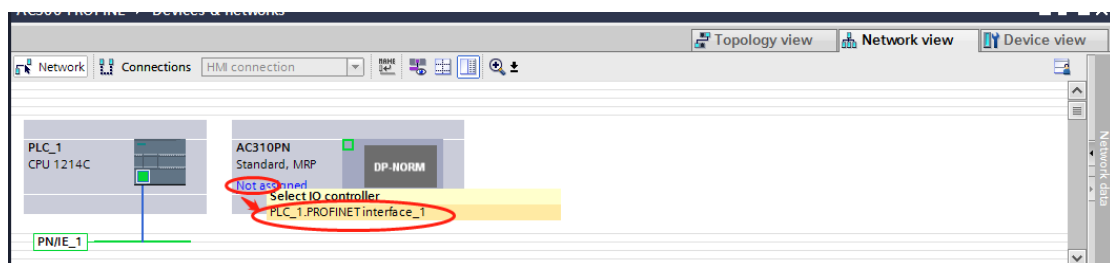 Topology view
Network view
Device view
Network
Connections
HMI connection
PLC_1
CPU 1214C
AC310PN
Standard, MRP
DP-NORM
Not assigned
Select IO controller
PLC_1.PROFINET interface_1
PN/IE_1
Network data